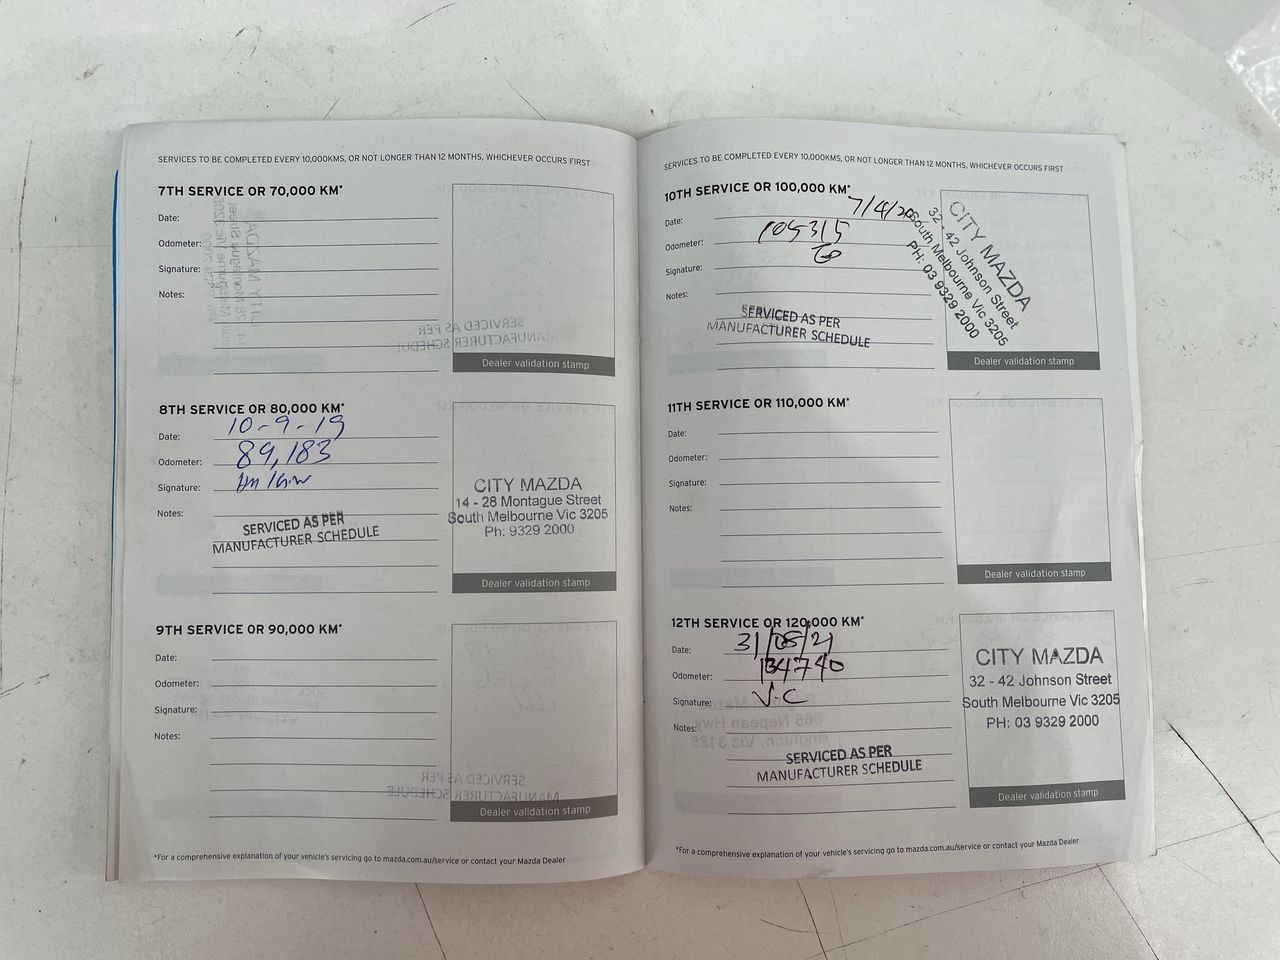 SERVICES TO BE COMPLETED EVERY 10,000KMS, OR NOT LONGER THAN 12 MONTHS, WHICHEVER OCCURS FIRST
7TH SERVICE OR 70,000 KM*
Date:
Odometer:
Signature:
Notes:
Dealer validation stamp
8TH SERVICE OR 80,000 KM*
Date: 10-9-19
Odometer: 89,183
Signature:
Notes:
SERVICED AS PER
MANUFACTURER SCHEDULE
CITY MAZDA
14 - 28 Montague Street
South Melbourne Vic 3205
Ph: 9329 2000
Dealer validation stamp
9TH SERVICE OR 90,000 KM*
Date:
Odometer:
Signature:
Notes:
Dealer validation stamp
*For a comprehensive explanation of your vehicle's servicing go to mazda.com.au/service or contact your Mazda Dealer
SERVICES TO BE COMPLETED EVERY 10,000KMS, OR NOT LONGER THAN 12 MONTHS, WHICHEVER OCCURS FIRST
10TH SERVICE OR 100,000 KM*
Date: 7/4/20
Odometer: 105315
Signature:
Notes:
SERVICED AS PER
MANUFACTURER SCHEDULE
CITY MAZDA
32 - 42 Johnson Street
South Melbourne Vic 3205
PH: 03 9329 2000
Dealer validation stamp
11TH SERVICE OR 110,000 KM*
Date:
Odometer:
Signature:
Notes:
Dealer validation stamp
12TH SERVICE OR 120,000 KM*
Date: 31/05/21
Odometer: 134740
Signature: V.C
Notes:
SERVICED AS PER
MANUFACTURER SCHEDULE
CITY MAZDA
32 - 42 Johnson Street
South Melbourne Vic 3205
PH: 03 9329 2000
Dealer validation stamp
*For a comprehensive explanation of your vehicle's servicing go to mazda.com.au/service or contact your Mazda Dealer